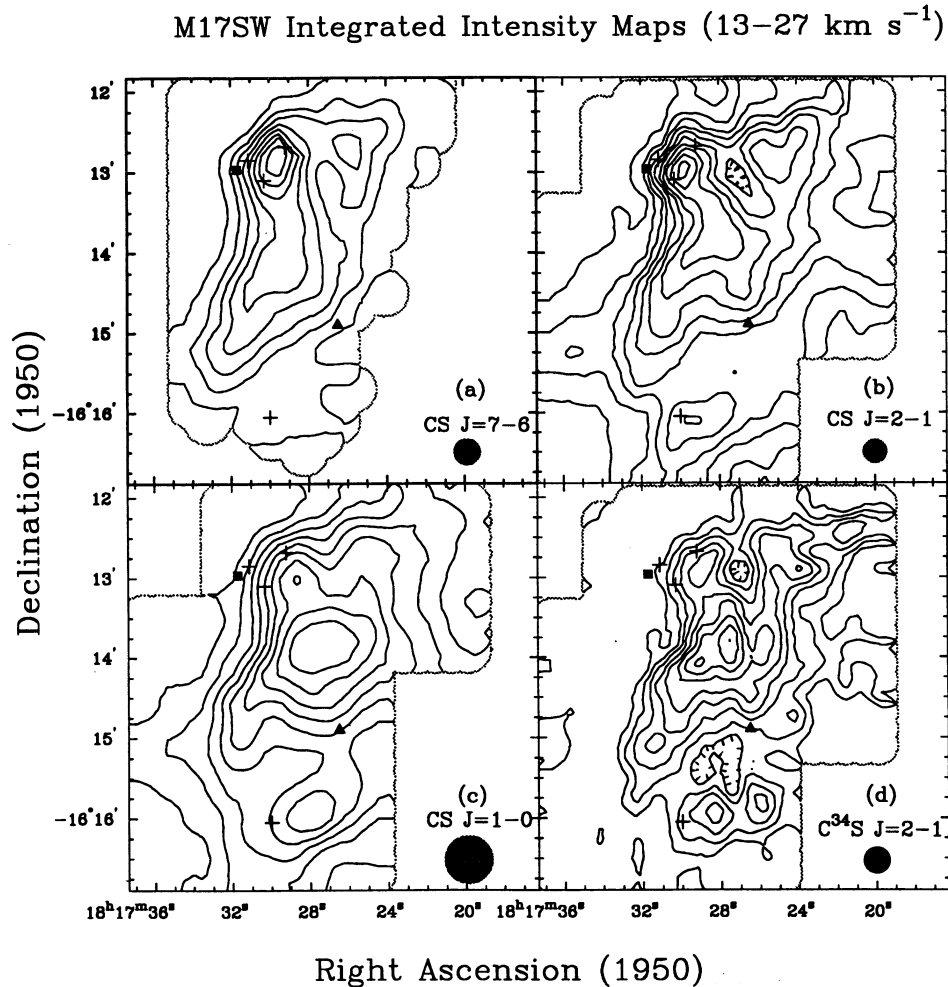 M17SW Integrated Intensity Maps (13−27 km s⁻¹)
12'
13'
14'
15'
−16°16'
(a)
CS J=7−6
(b)
CS J=2−1
12'
13'
14'
15'
−16°16'
(c)
CS J=1−0
(d)
C³⁴S J=2−1
18ʰ17ᵐ36ˢ 32ˢ 28ˢ 24ˢ 20ˢ 18ʰ17ᵐ36ˢ 32ˢ 28ˢ 24ˢ 20ˢ
Declination (1950)
Right Ascension (1950)